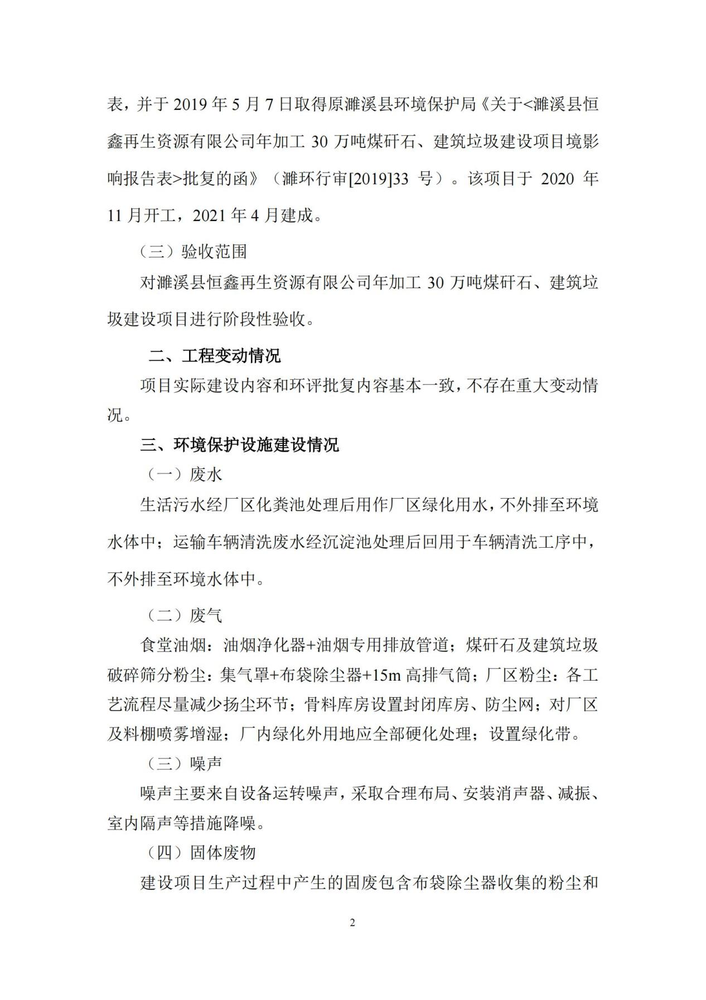 表，并于 2019 年 5 月 7 日取得原濉溪县环境保护局《关于<濉溪县恒
鑫再生资源有限公司年加工 30 万吨煤矸石、建筑垃圾建设项目境影
响报告表>批复的函》（濉环行审[2019]33 号）。该项目于 2020 年
11 月开工，2021 年 4 月建成。
（三）验收范围
对濉溪县恒鑫再生资源有限公司年加工 30 万吨煤矸石、建筑垃
圾建设项目进行阶段性验收。
二、工程变动情况
项目实际建设内容和环评批复内容基本一致，不存在重大变动情
况。
三、环境保护设施建设情况
（一）废水
生活污水经厂区化粪池处理后用作厂区绿化用水，不外排至环境
水体中；运输车辆清洗废水经沉淀池处理后回用于车辆清洗工序中，
不外排至环境水体中。
（二）废气
食堂油烟：油烟净化器+油烟专用排放管道；煤矸石及建筑垃圾
破碎筛分粉尘：集气罩+布袋除尘器+15m 高排气筒；厂区粉尘：各工
艺流程尽量减少扬尘环节；骨料库房设置封闭库房、防尘网；对厂区
及料棚喷雾增湿；厂内绿化外用地应全部硬化处理；设置绿化带。
（三）噪声
噪声主要来自设备运转噪声，采取合理布局、安装消声器、减振、
室内隔声等措施降噪。
（四）固体废物
建设项目生产过程中产生的固废包含布袋除尘器收集的粉尘和
2